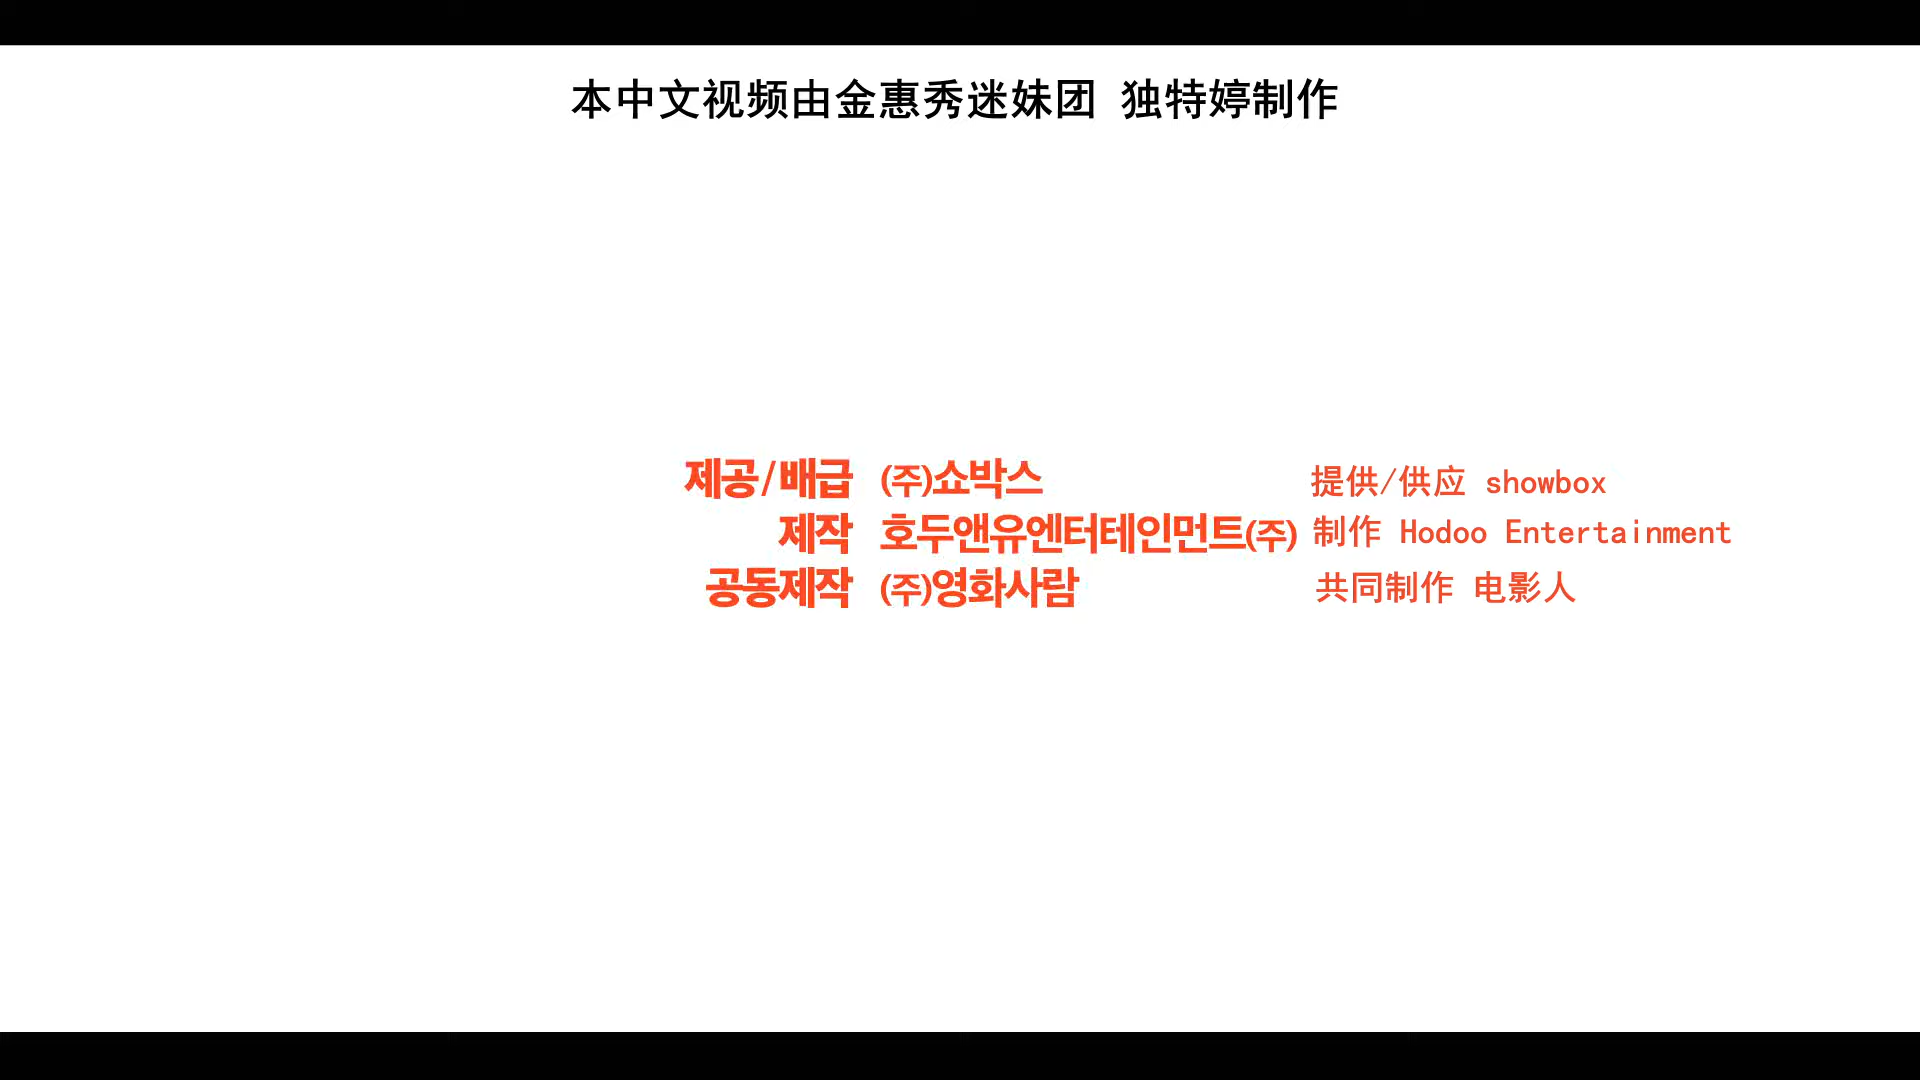 本中文视频由金惠秀迷妹团 独特婷制作
제공/배급 (주)쇼박스 提供/供应 showbox
제작 호두앤유엔터테인먼트(주) 制作 Hodoo Entertainment
공동제작 (주)영화사람 共同制作 电影人